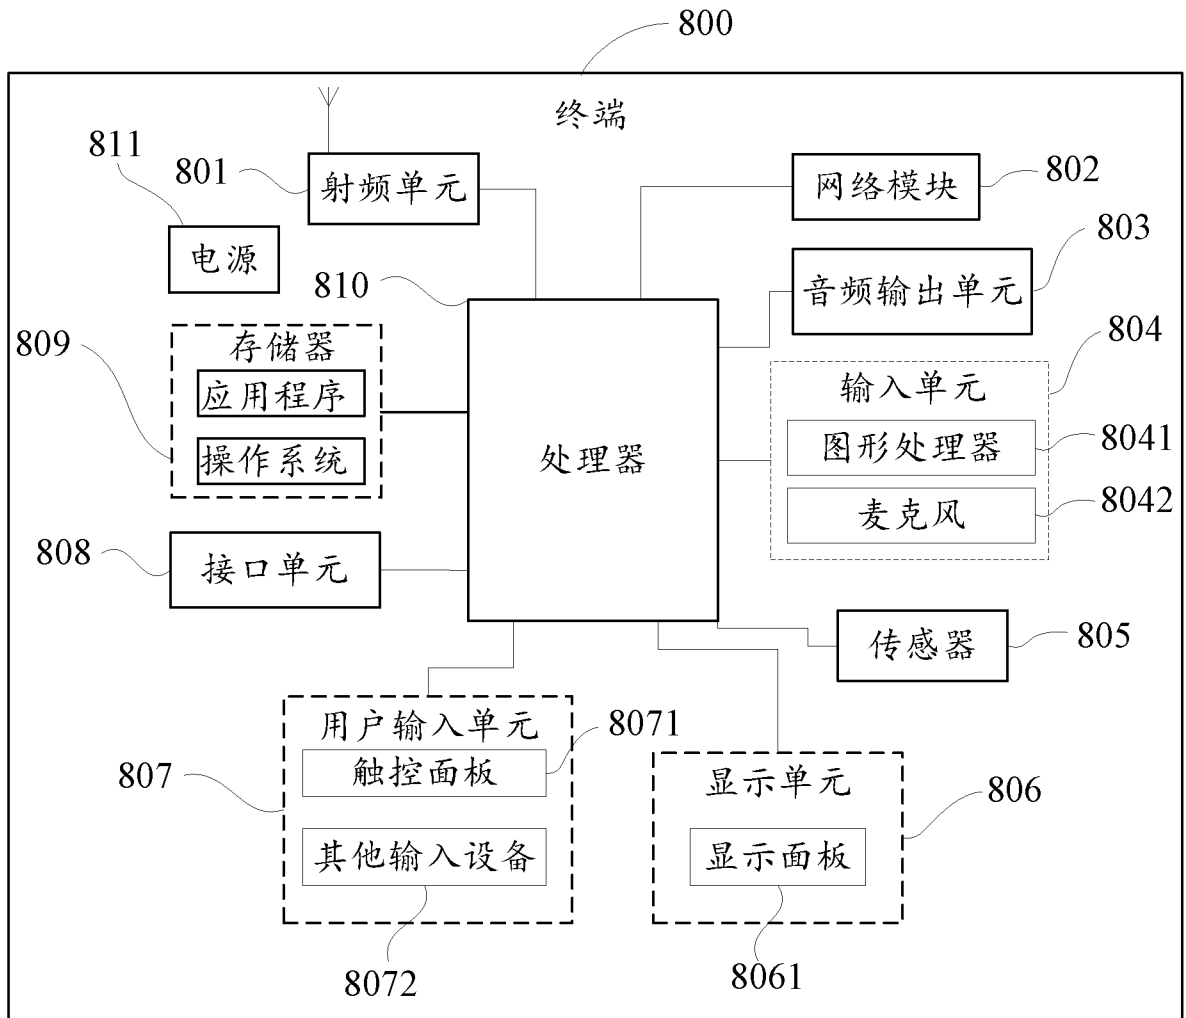 800
终端
811
801
射频单元
网络模块
802
电源
810
音频输出单元
803
809
存储器
应用程序
操作系统
处理器
804
输入单元
图形处理器
8041
麦克风
8042
808
接口单元
传感器
805
807
用户输入单元
8071
触控面板
其他输入设备
8072
显示单元
806
显示面板
8061